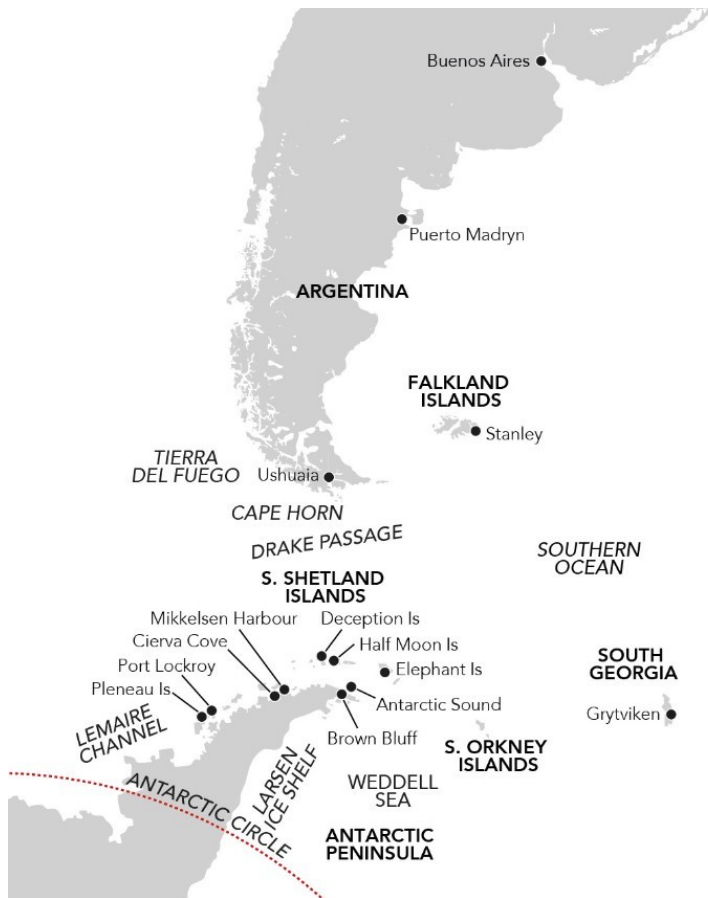 Buenos Aires
Puerto Madryn
ARGENTINA
FALKLAND
ISLANDS
Stanley
TIERRA
DEL FUEGO
Ushuaia
CAPE HORN
DRAKE PASSAGE
SOUTHERN
OCEAN
S. SHETLAND
ISLANDS
Mikkelsen Harbour
Deception Is
Cierva Cove
Half Moon Is
Port Lockroy
Elephant Is
Pleneau Is
SOUTH
GEORGIA
Antarctic Sound
Grytviken
LEMAIRE
CHANNEL
Brown Bluff
S. ORKNEY
ISLANDS
LARSEN
ICE SHELF
WEDDELL
SEA
ANTARCTIC CIRCLE
ANTARCTIC
PENINSULA